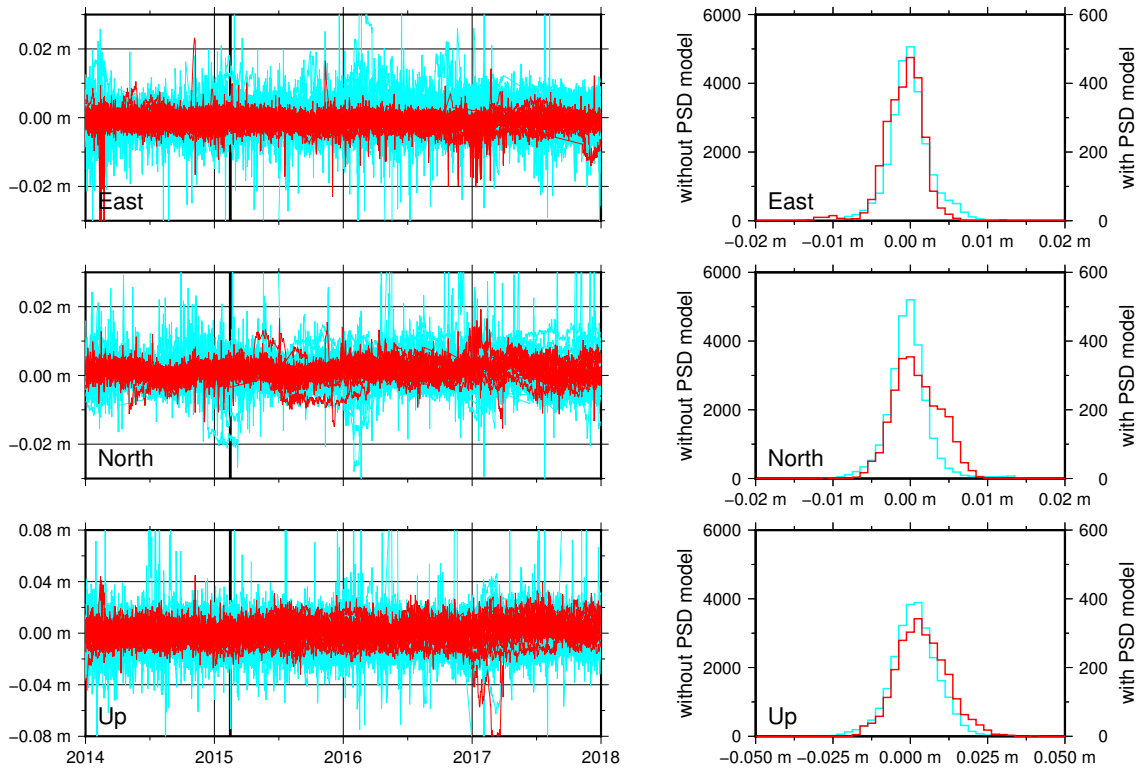 0.02 m
0.00 m
−0.02 m
East
6000
4000
2000
0
without PSD model
East
600
400
200
0
with PSD model
−0.02 m −0.01 m 0.00 m 0.01 m 0.02 m
0.02 m
0.00 m
−0.02 m
North
6000
4000
2000
0
without PSD model
North
600
400
200
0
with PSD model
−0.02 m −0.01 m 0.00 m 0.01 m 0.02 m
0.08 m
0.04 m
0.00 m
−0.04 m
−0.08 m
Up
2014 2015 2016 2017 2018
6000
4000
2000
0
without PSD model
Up
600
400
200
0
with PSD model
−0.050 m −0.025 m 0.000 m 0.025 m 0.050 m